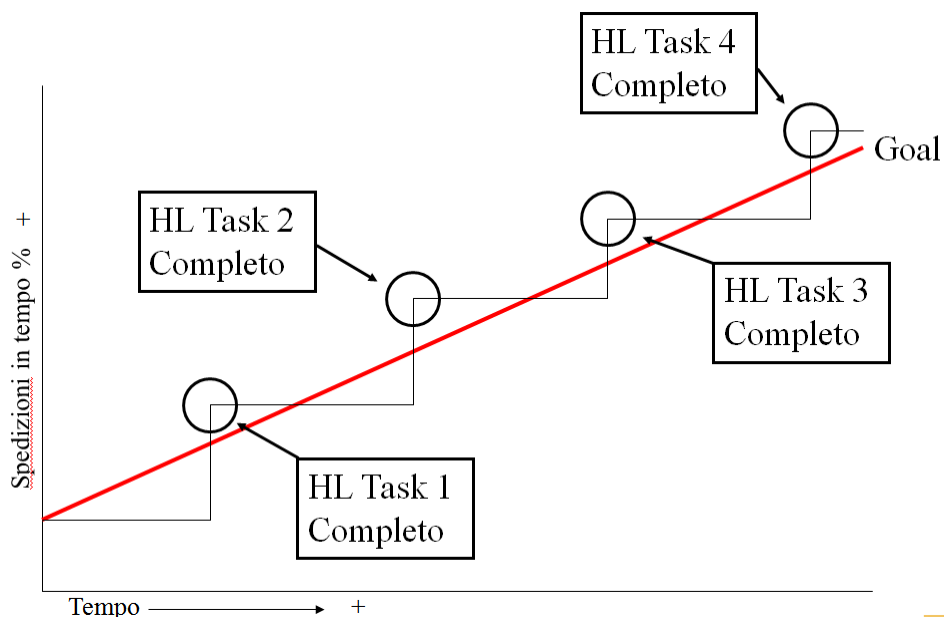 HL Task 4
Completo
Goal
HL Task 2
Completo
HL Task 3
Completo
HL Task 1
Completo
Spedizioni in tempo % +
Tempo +